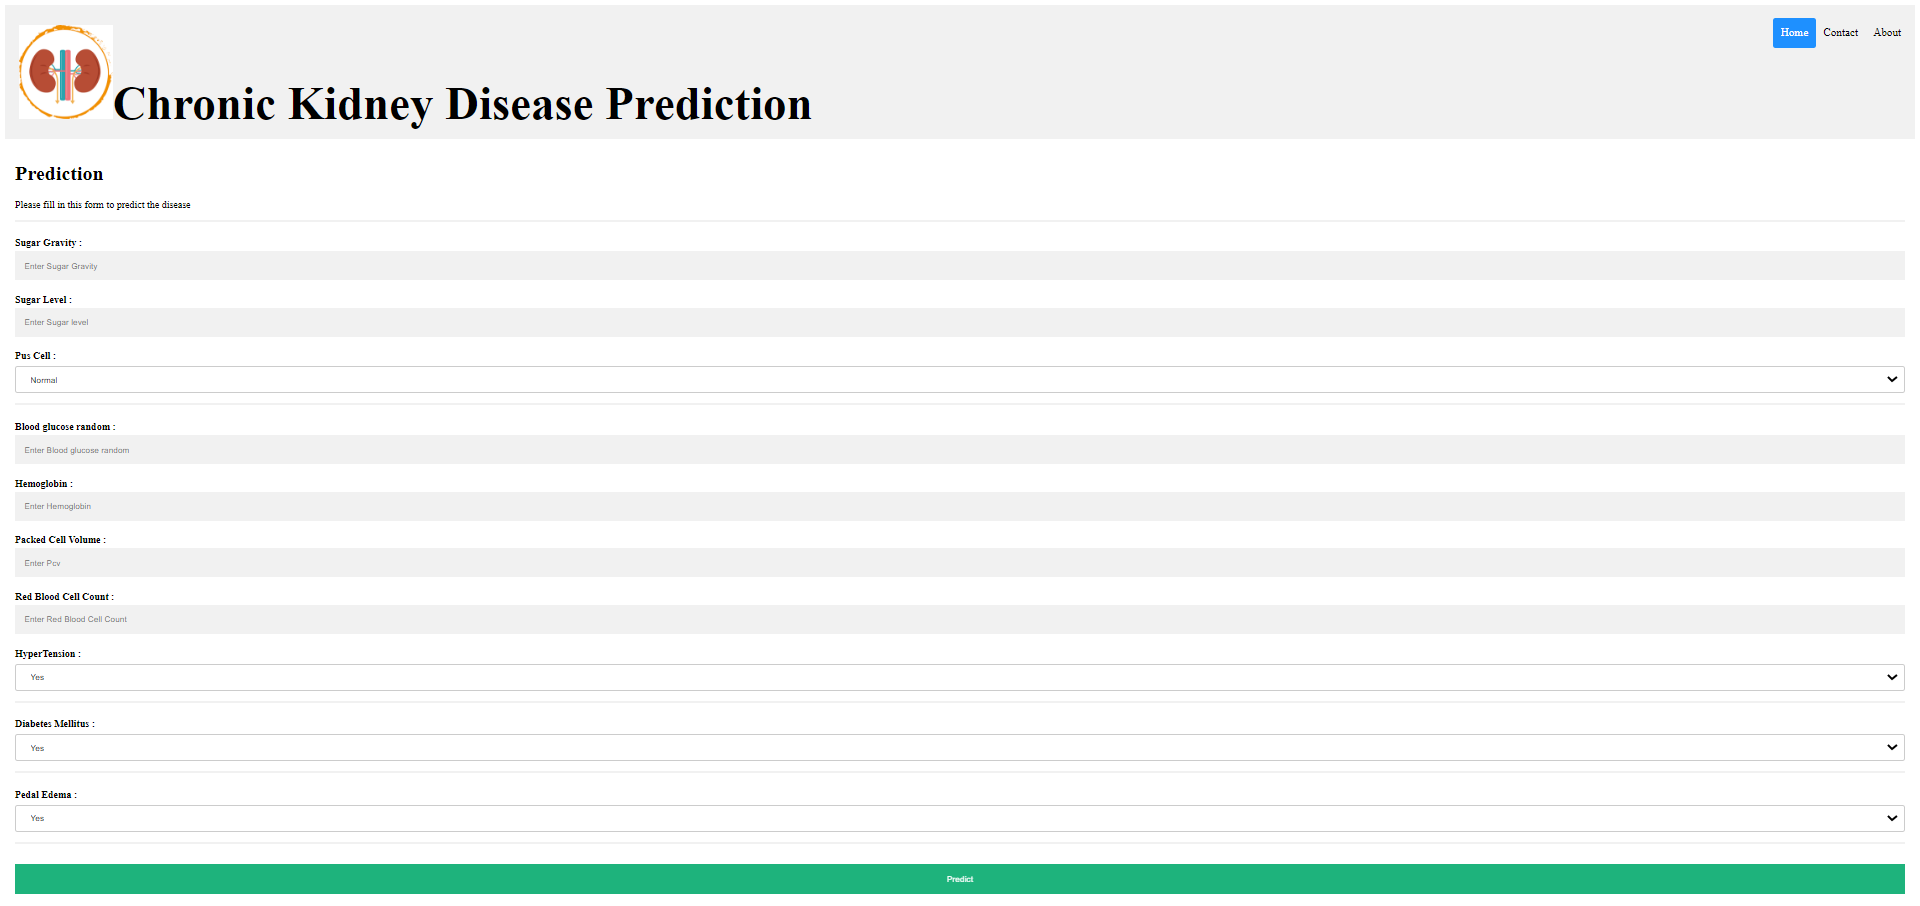 Home Contact About
Chronic Kidney Disease Prediction
Prediction
Please fill in this form to predict the disease
Sugar Gravity :
Enter Sugar Gravity
Sugar Level :
Enter Sugar level
Pus Cell :
Normal
Blood glucose random :
Enter Blood glucose random
Hemoglobin :
Enter Hemoglobin
Packed Cell Volume :
Enter Pcv
Red Blood Cell Count :
Enter Red Blood Cell Count
HyperTension :
Yes
Diabetes Mellitus :
Yes
Pedal Edema :
Yes
Predict